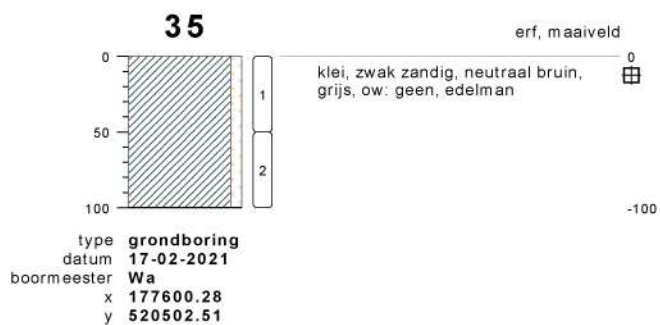 35
erf, maaiveld
0
0
klei, zwak zandig, neutraal bruin,
grijs, ow: geen, edelman
1
50
2
100
-100
type grondboring
datum 17-02-2021
boormeester Wa
x 177600.28
y 520502.51